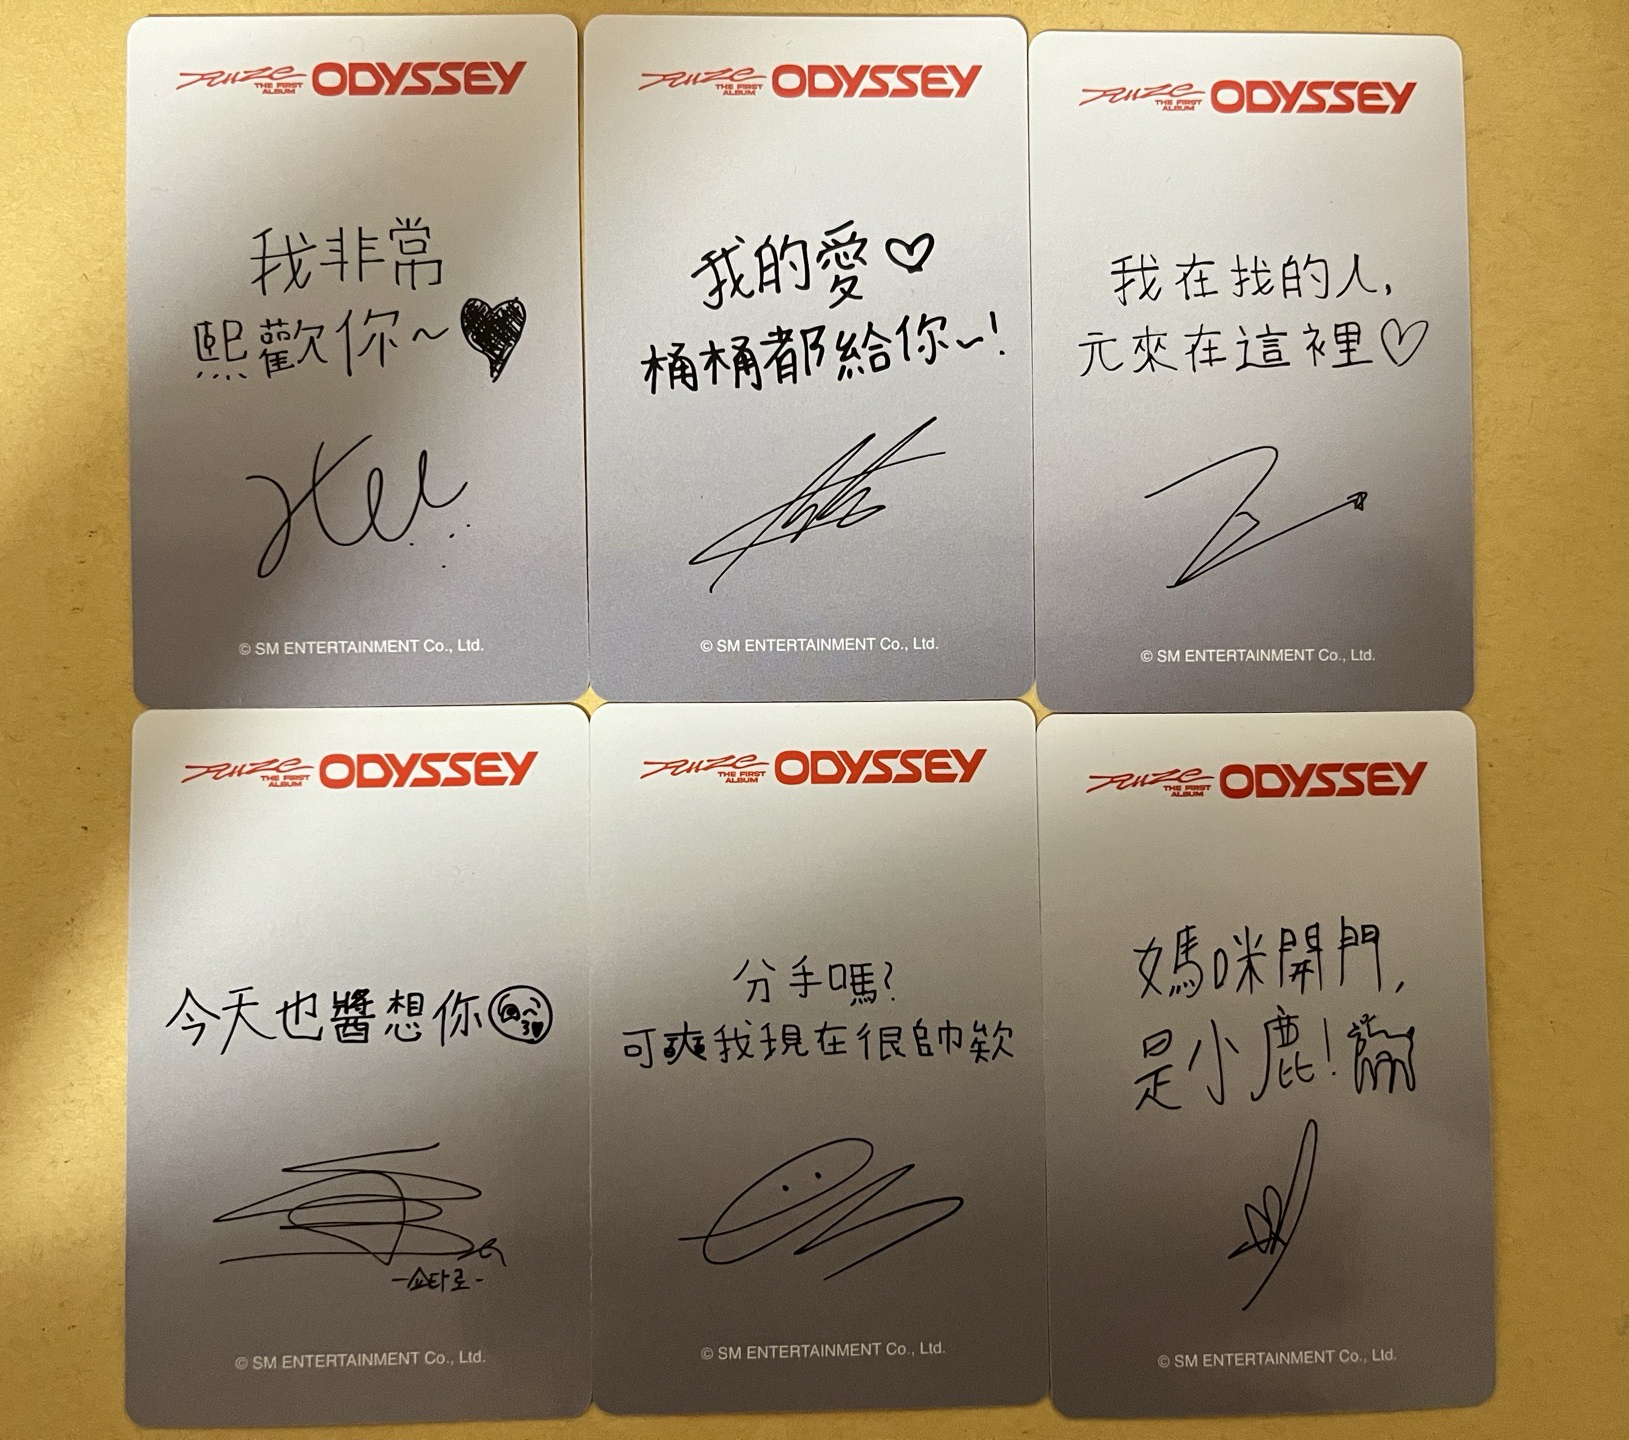 RIIZE THE FIRST ALBUM ODYSSEY
我非常
熙歡你～
© SM ENTERTAINMENT Co., Ltd.
RIIZE THE FIRST ALBUM ODYSSEY
我的愛♡
桶桶都給你~!
© SM ENTERTAINMENT Co., Ltd.
RIIZE THE FIRST ALBUM ODYSSEY
我在找的人,
元來在這裡♡
© SM ENTERTAINMENT Co., Ltd.
RIIZE THE FIRST ALBUM ODYSSEY
今天也醬想你
-쇼타로-
© SM ENTERTAINMENT Co., Ltd.
RIIZE THE FIRST ALBUM ODYSSEY
分手嗎?
可爽我現在很帥欸
© SM ENTERTAINMENT Co., Ltd.
RIIZE THE FIRST ALBUM ODYSSEY
媽咪開門,
是小鹿!
© SM ENTERTAINMENT Co., Ltd.